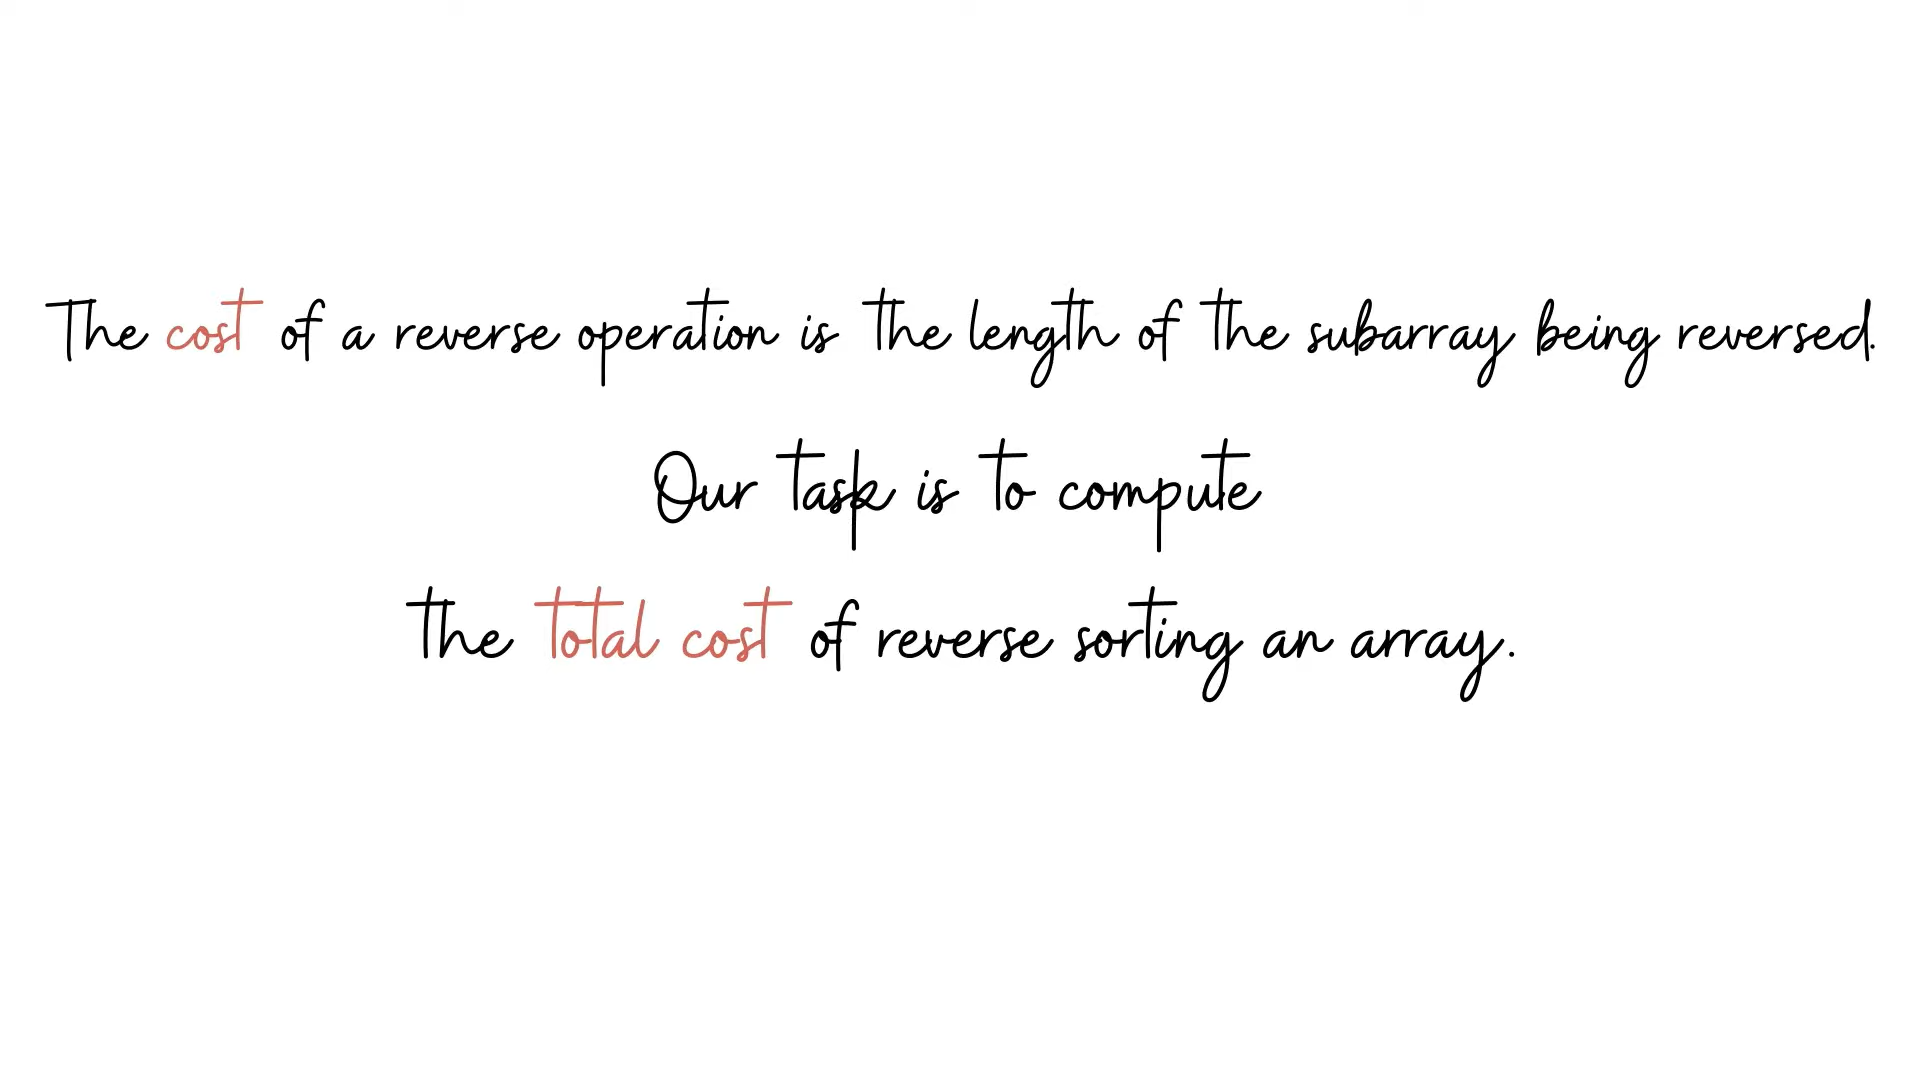 The cost of a reverse operation is the length of the subarray being reversed.
Our task is to compute
the total cost of reverse sorting an array.